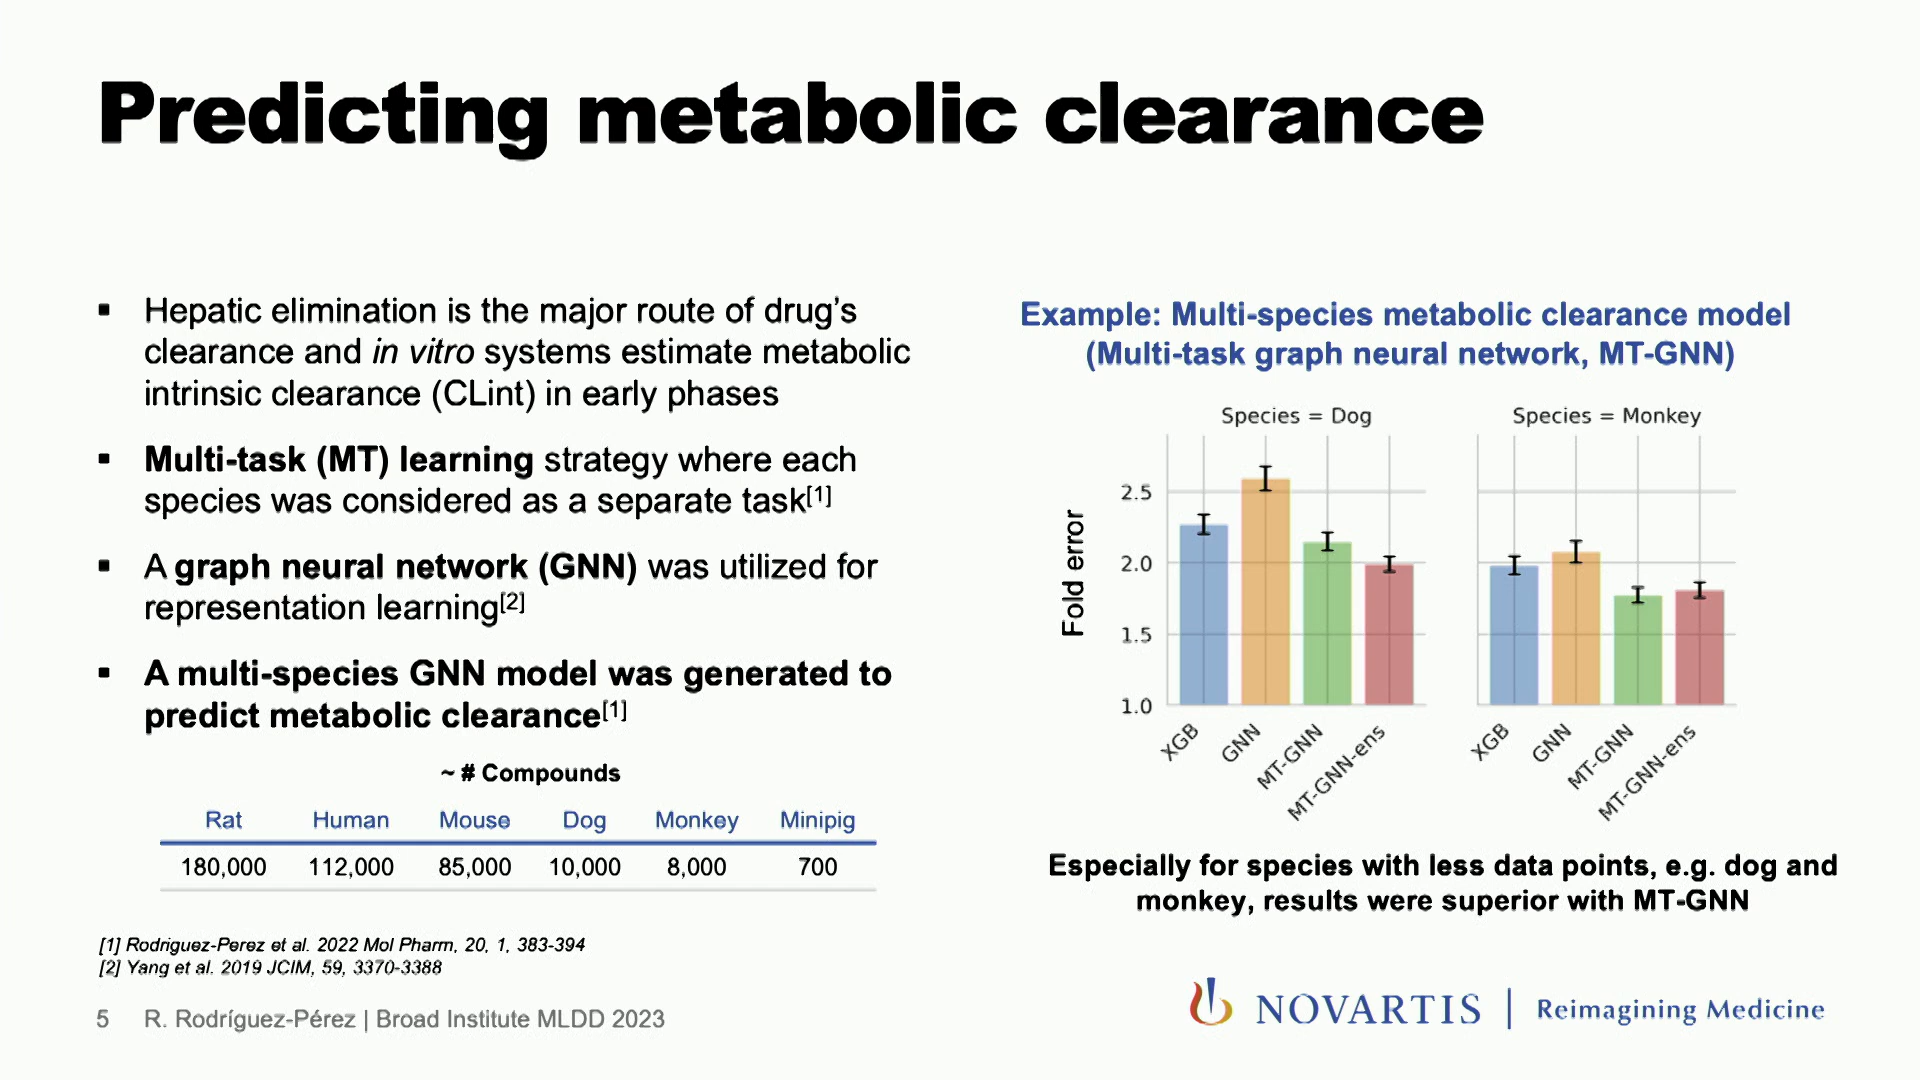 Predicting metabolic clearance
▪ Hepatic elimination is the major route of drug's
clearance and in vitro systems estimate metabolic
intrinsic clearance (CLint) in early phases
▪ Multi-task (MT) learning strategy where each
species was considered as a separate task[1]
▪ A graph neural network (GNN) was utilized for
representation learning[2]
▪ A multi-species GNN model was generated to
predict metabolic clearance[1]
~ # Compounds
Rat Human Mouse Dog Monkey Minipig
180,000 112,000 85,000 10,000 8,000 700
[1] Rodriguez-Perez et al. 2022 Mol Pharm, 20, 1, 383-394
[2] Yang et al. 2019 JCIM, 59, 3370-3388
5 R. Rodríguez-Pérez | Broad Institute MLDD 2023
Example: Multi-species metabolic clearance model
(Multi-task graph neural network, MT-GNN)
Species = Dog Species = Monkey
Fold error
2.5
2.0
1.5
1.0
XGB GNN MT-GNN MT-GNN-ens XGB GNN MT-GNN MT-GNN-ens
Especially for species with less data points, e.g. dog and
monkey, results were superior with MT-GNN
NOVARTIS | Reimagining Medicine